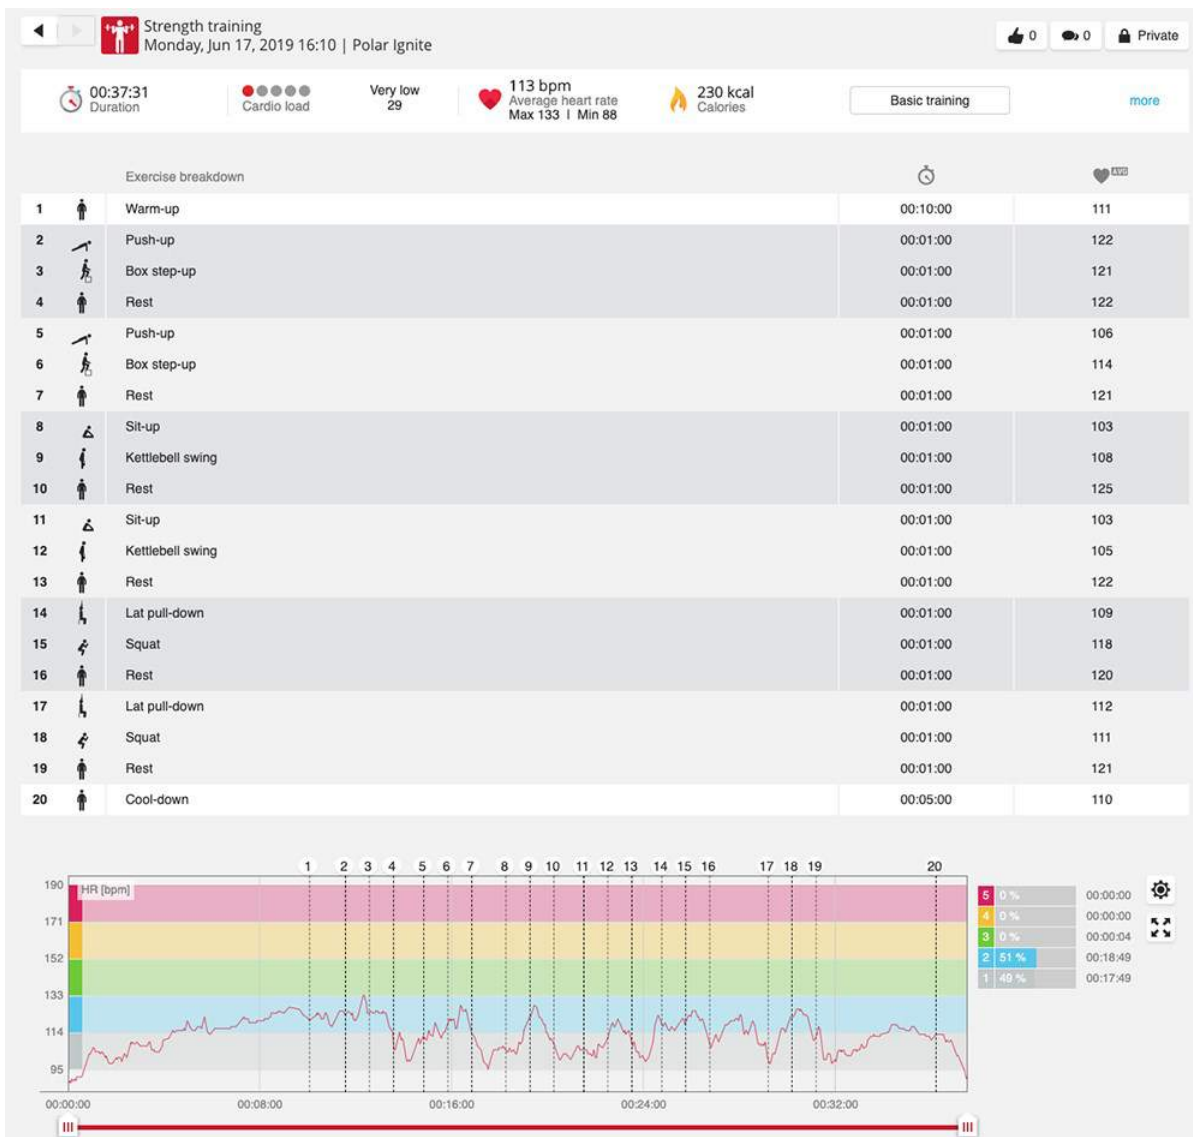 Strength training
Monday, Jun 17, 2019 16:10 | Polar Ignite
0
0
Private
00:37:31
Duration
Cardio load
Very low
29
113 bpm
Average heart rate
Max 133 | Min 88
230 kcal
Calories
Basic training
more
Exercise breakdown
AVG
1 Warm-up 00:10:00 111
2 Push-up 00:01:00 122
3 Box step-up 00:01:00 121
4 Rest 00:01:00 122
5 Push-up 00:01:00 106
6 Box step-up 00:01:00 114
7 Rest 00:01:00 121
8 Sit-up 00:01:00 103
9 Kettlebell swing 00:01:00 108
10 Rest 00:01:00 125
11 Sit-up 00:01:00 103
12 Kettlebell swing 00:01:00 105
13 Rest 00:01:00 122
14 Lat pull-down 00:01:00 109
15 Squat 00:01:00 118
16 Rest 00:01:00 120
17 Lat pull-down 00:01:00 112
18 Squat 00:01:00 111
19 Rest 00:01:00 121
20 Cool-down 00:05:00 110
1 2 3 4 5 6 7 8 9 10 11 12 13 14 15 16 17 18 19 20
HR [bpm]
190
171
152
133
114
95
5 0 % 00:00:00
4 0 % 00:00:00
3 0 % 00:00:04
2 51 % 00:18:49
1 49 % 00:17:49
00:00:00 00:08:00 00:16:00 00:24:00 00:32:00